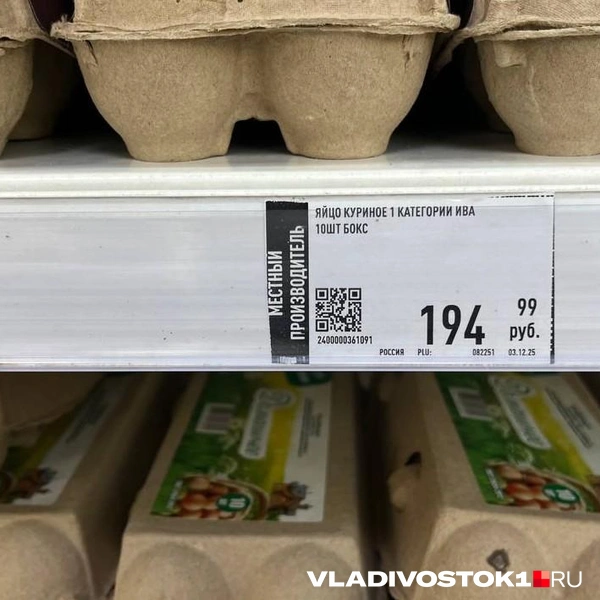 ЯЙЦО КУРИНОЕ 1 КАТЕГОРИИ ИВА
10ШТ БОКС
МЕСТНЫЙ
ПРОИЗВОДИТЕЛЬ
2400000361091
194 99
руб.
РОССИЯ PLU: 082251 03.12.25
VLADIVOSTOK1.RU